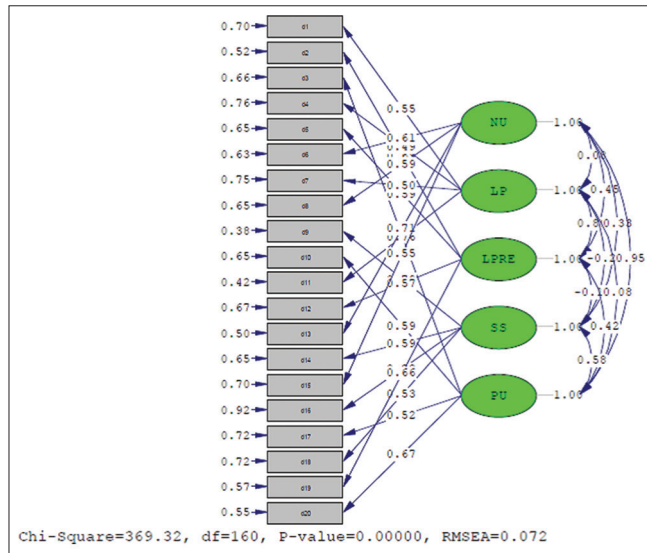 0.70 d1
0.52 d2
0.66 d3
0.76 d4
0.65 d5
0.63 d6
0.75 d7
0.65 d8
0.38 d9
0.65 d10
0.42 d11
0.67 d12
0.50 d13
0.65 d14
0.70 d15
0.92 d16
0.72 d17
0.72 d18
0.57 d19
0.55 d20
0.55
0.61
0.49
0.59
0.50
0.59
0.71
0.55
0.57
0.59
0.59
0.66
0.53
0.52
0.67
NU 1.00
LP 1.00
LPRE 1.00
SS 1.00
PU 1.00
0.45
0.38
0.95
0.08
0.42
0.58
Chi-Square=369.32, df=160, P-value=0.00000, RMSEA=0.072